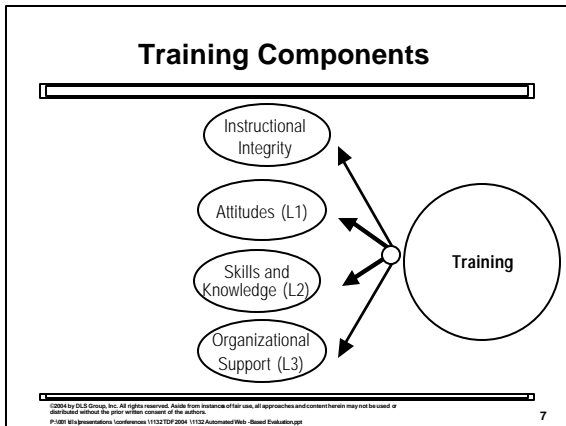 Training Components
Instructional
Integrity
Attitudes (L1)
Skills and
Knowledge (L2)
Organizational
Support (L3)
Training
©2004 by DLS Group, Inc. All rights reserved. Aside from instances of fair use, all approaches and content herein may not be used or
distributed without the prior written consent of the authors.
7